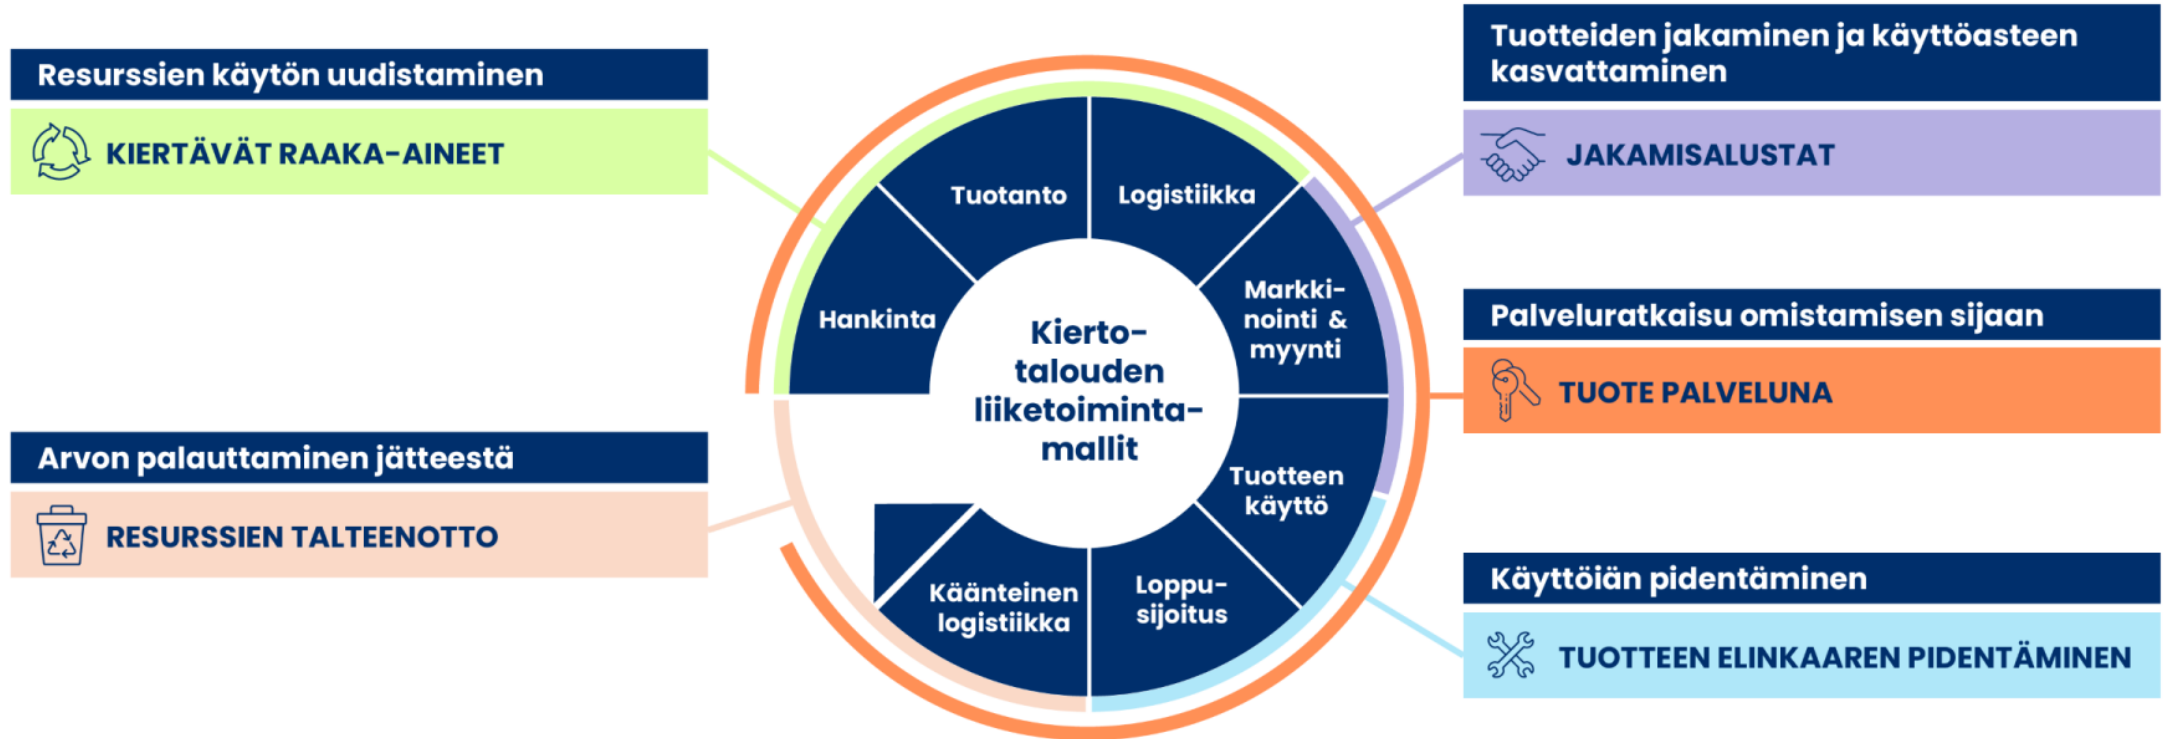 Resurssien käytön uudistaminen
KIERTÄVÄT RAAKA-AINEET
Arvon palauttaminen jätteestä
RESURSSIEN TALTEENOTTO
Hankinta
Tuotanto
Logistiikka
Markki-
nointi &
myynti
Tuotteen
käyttö
Loppu-
sijoitus
Käänteinen
logistiikka
Kierto-
talouden
liiketoiminta-
mallit
Tuotteiden jakaminen ja käyttöasteen
kasvattaminen
JAKAMISALUSTAT
Palveluratkaisu omistamisen sijaan
TUOTE PALVELUNA
Käyttöiän pidentäminen
TUOTTEEN ELINKAAREN PIDENTÄMINEN